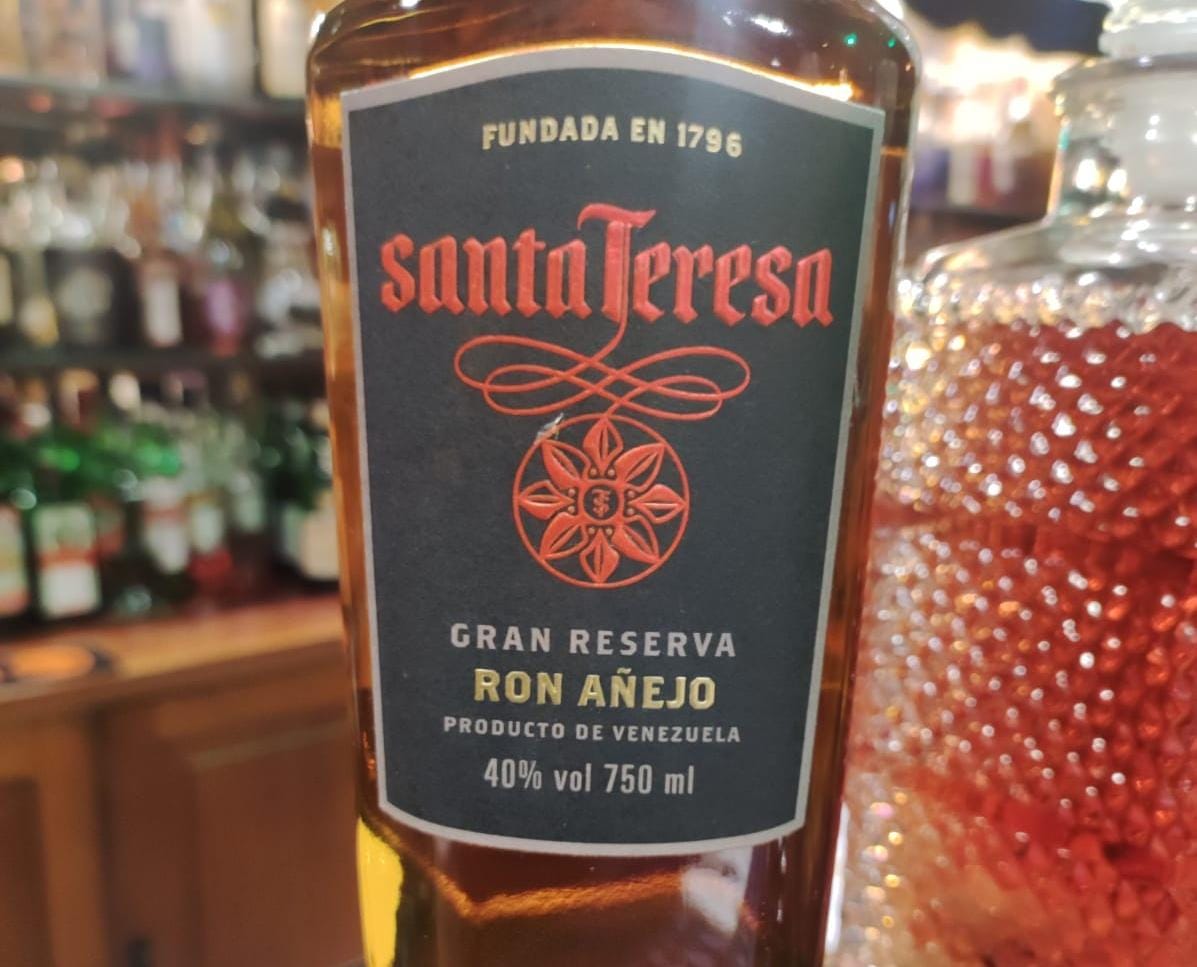 FUNDADA EN 1796
santa Teresa
GRAN RESERVA
RON AÑEJO
PRODUCTO DE VENEZUELA
40% vol 750 ml